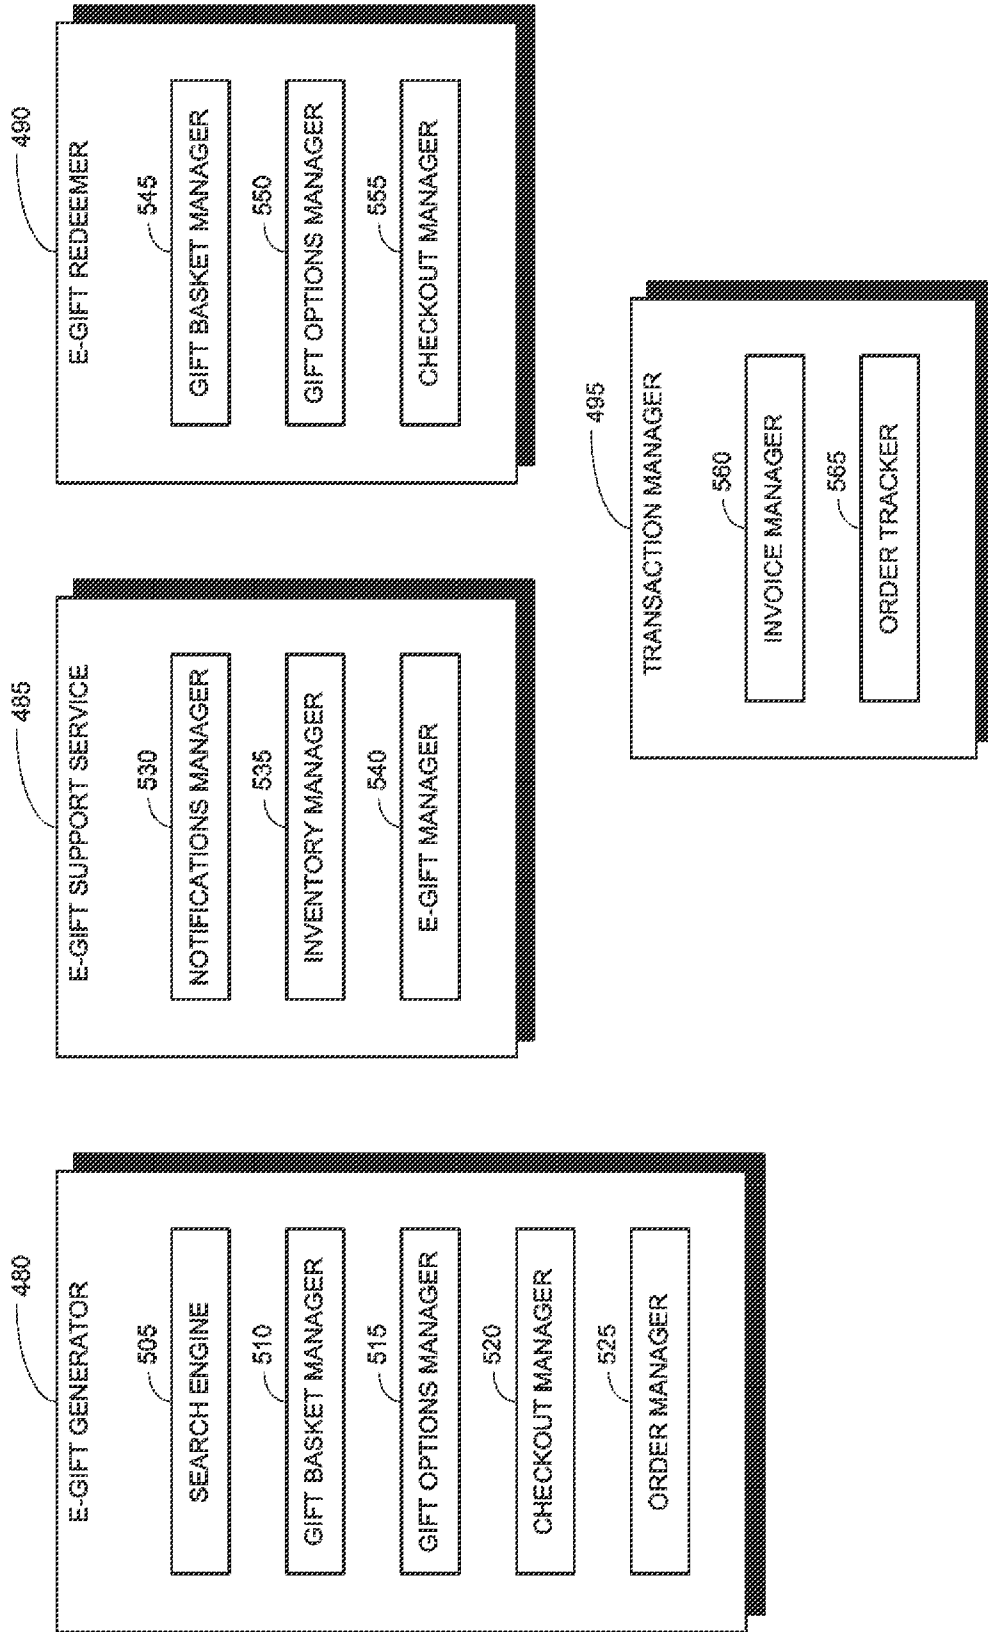 480
E-GIFT GENERATOR
505
SEARCH ENGINE
510
GIFT BASKET MANAGER
515
GIFT OPTIONS MANAGER
520
CHECKOUT MANAGER
525
ORDER MANAGER
485
E-GIFT SUPPORT SERVICE
530
NOTIFICATIONS MANAGER
535
INVENTORY MANAGER
540
E-GIFT MANAGER
490
E-GIFT REDEEMER
545
GIFT BASKET MANAGER
550
GIFT OPTIONS MANAGER
555
CHECKOUT MANAGER
495
TRANSACTION MANAGER
560
INVOICE MANAGER
565
ORDER TRACKER